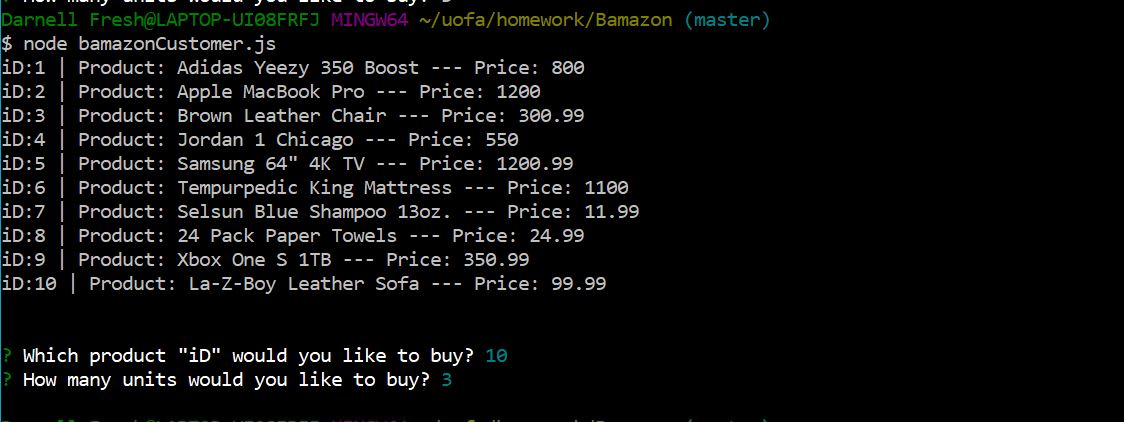 Darnell Fresh@LAPTOP-UI08FRFJ MINGW64 ~/uofa/homework/Bamazon (master)
$ node bamazonCustomer.js
iD:1 | Product: Adidas Yeezy 350 Boost --- Price: 800
iD:2 | Product: Apple MacBook Pro --- Price: 1200
iD:3 | Product: Brown Leather Chair --- Price: 300.99
iD:4 | Product: Jordan 1 Chicago --- Price: 550
iD:5 | Product: Samsung 64" 4K TV --- Price: 1200.99
iD:6 | Product: Tempurpedic King Mattress --- Price: 1100
iD:7 | Product: Selsun Blue Shampoo 13oz. --- Price: 11.99
iD:8 | Product: 24 Pack Paper Towels --- Price: 24.99
iD:9 | Product: Xbox One S 1TB --- Price: 350.99
iD:10 | Product: La-Z-Boy Leather Sofa --- Price: 99.99
? Which product "iD" would you like to buy? 10
? How many units would you like to buy? 3